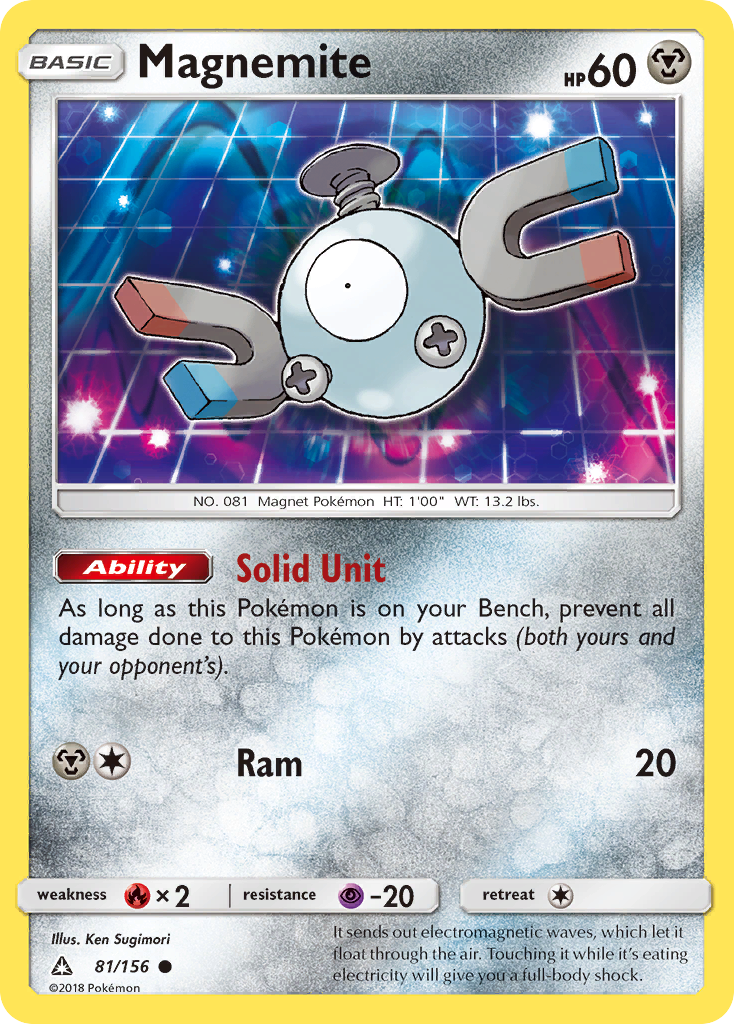 BASIC Magnemite HP60
NO. 081 Magnet Pokémon HT: 1'00" WT: 13.2 lbs.
Ability Solid Unit
As long as this Pokémon is on your Bench, prevent all
damage done to this Pokémon by attacks (both yours and
your opponent's).
Ram 20
weakness ×2 resistance -20 retreat
Illus. Ken Sugimori
81/156
©2018 Pokémon
It sends out electromagnetic waves, which let it
float through the air. Touching it while it's eating
electricity will give you a full-body shock.